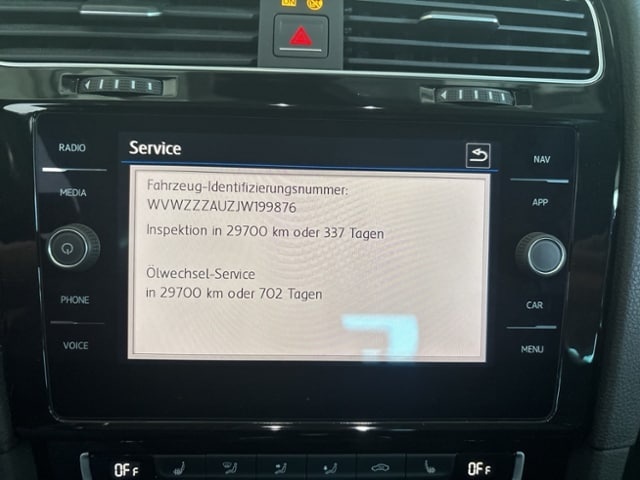 ON
RADIO
MEDIA
PHONE
VOICE
Service
Fahrzeug-Identifizierungsnummer:
WVWZZZAUZJW199876
Inspektion in 29700 km oder 337 Tagen
Ölwechsel-Service
in 29700 km oder 702 Tagen
NAV
APP
CAR
MENU
OFF
OFF